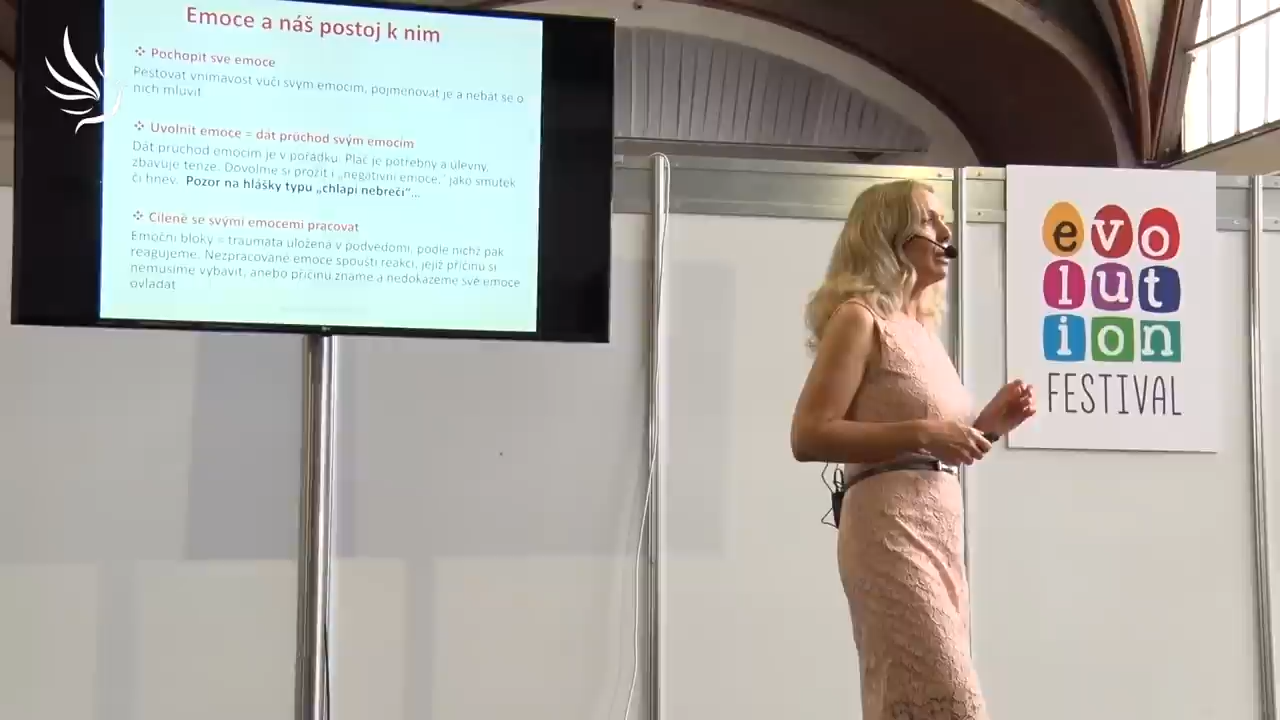 Emoce a náš postoj k nim
❖ Pochopit své emoce
Pěstovat vnímavost vůči svým emocím, pojmenovat je a nebát se o
nich mluvit
❖ Uvolnit emoce = dát průchod svým emocím
Dát průchod emocím je v pořádku. Pláč je potřebný a úlevný,
zbavuje tenze. Dovolme si prožít i „negativní emoce,“ jako smutek
či hněv. Pozor na hlášky typu „chlapi nebrečí“...
❖ Cíleně se svými emocemi pracovat
Emoční bloky = traumata uložená v podvědomí, podle nichž pak
reagujeme. Nezpracované emoce spouští reakci, jejíž příčinu si
nemusíme vybavit, anebo příčinu známe a nedokážeme své emoce
ovládat
evo
lut
ion
FESTIVAL